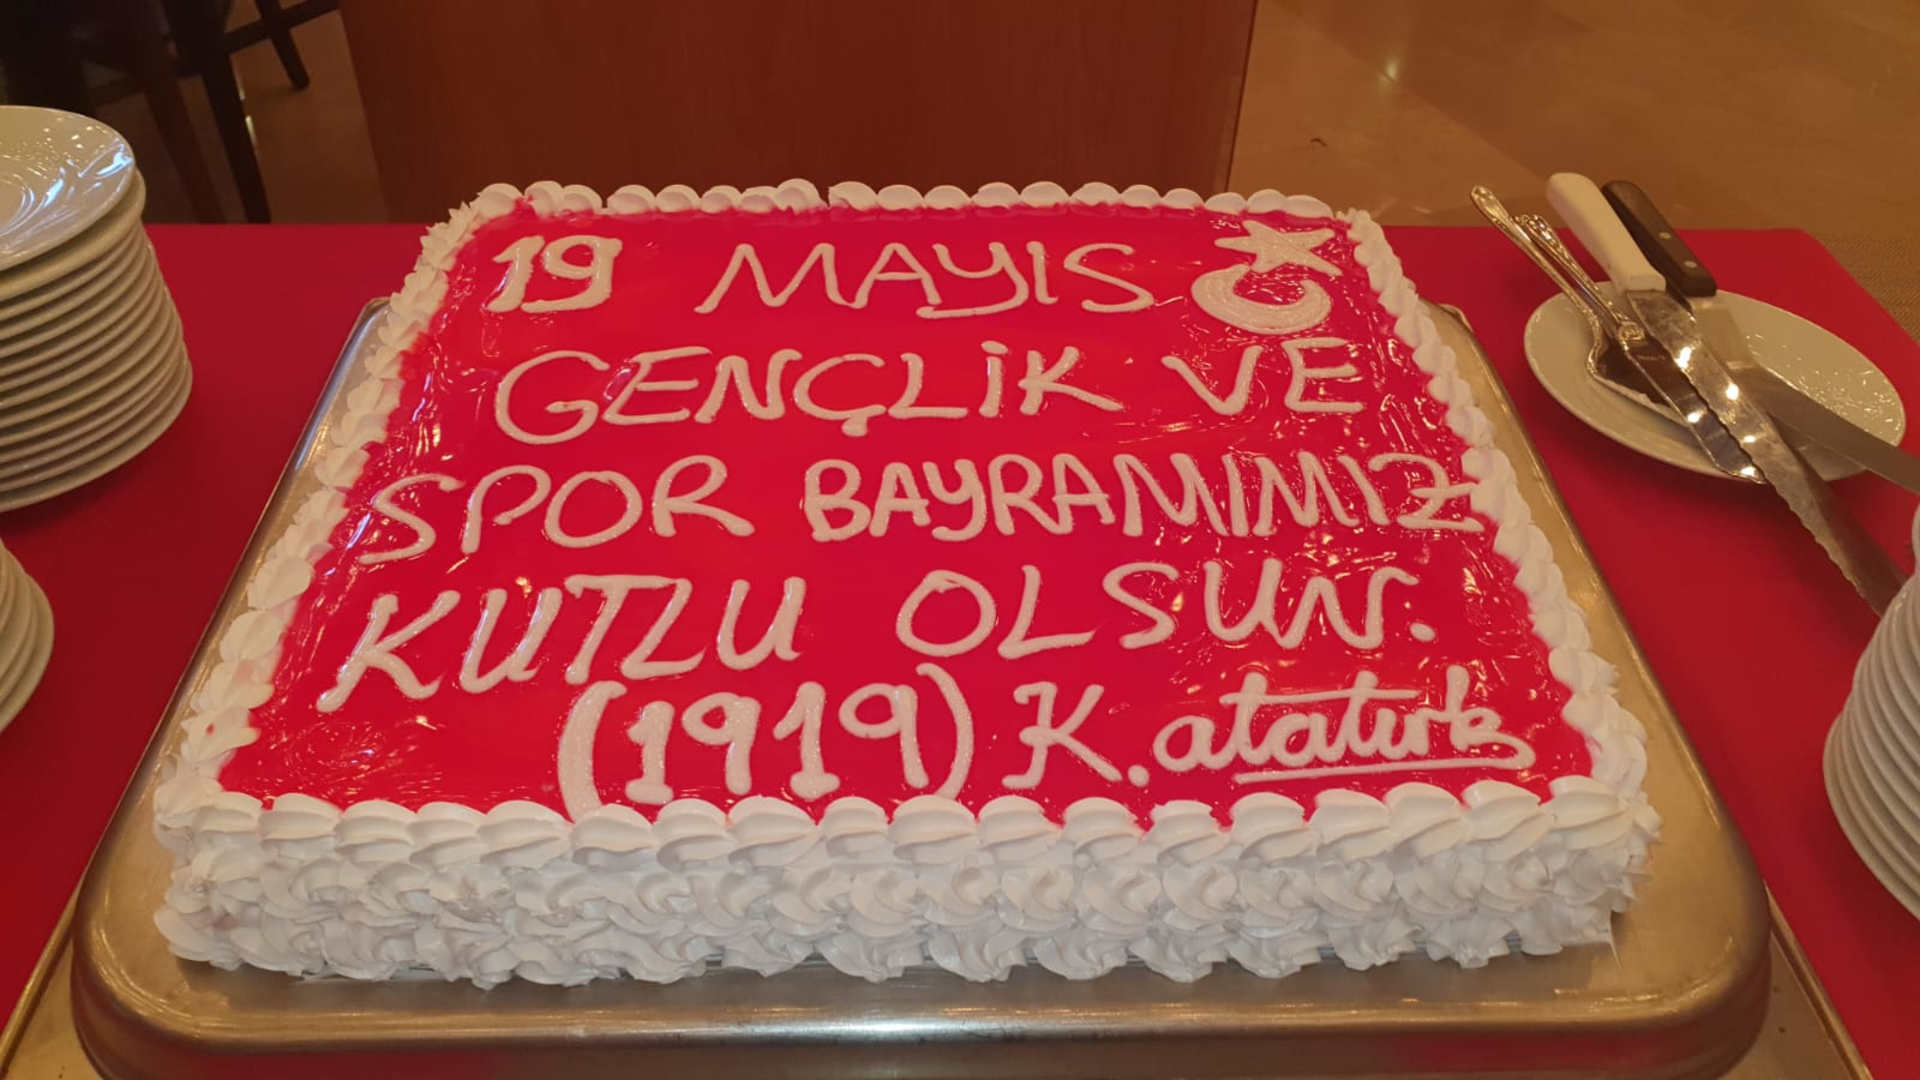 19 MAYIS
GENÇLİK VE
SPOR BAYRAMIMIZ
KUTLU OLSUN.
(1919) K.atatürk